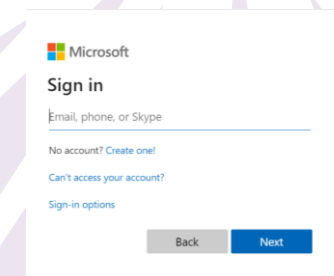 Microsoft
Sign in
Email, phone, or Skype
No account? Create one!
Can't access your account?
Sign-in options
Back Next